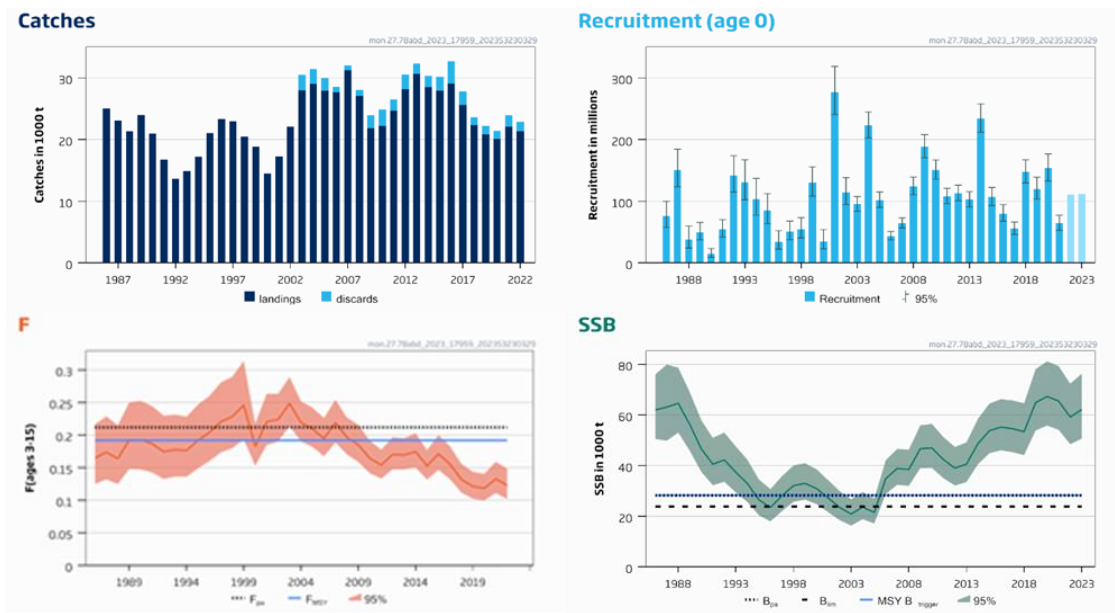 Catches
mon.27.78abd_2023_17959_202353230329
Catches in 1000 t
30
20
10
0
1987 1992 1997 2002 2007 2012 2017 2022
landings discards
Recruitment (age 0)
mon.27.78abd_2023_17959_202353230329
Recruitment in millions
300
200
100
0
1988 1993 1998 2003 2008 2013 2018 2023
Recruitment 95%
F
mon.27.78abd_2023_17959_202353230329
F(ages 3-15)
0.3
0.25
0.2
0.15
0.1
0.05
0
1989 1994 1999 2004 2009 2014 2019
Fpa FMSY 95%
SSB
mon.27.78abd_2023_17959_202353230329
SSB in 1000 t
80
60
40
20
0
1988 1993 1998 2003 2008 2013 2018 2023
Bpa Blim MSY Btrigger 95%